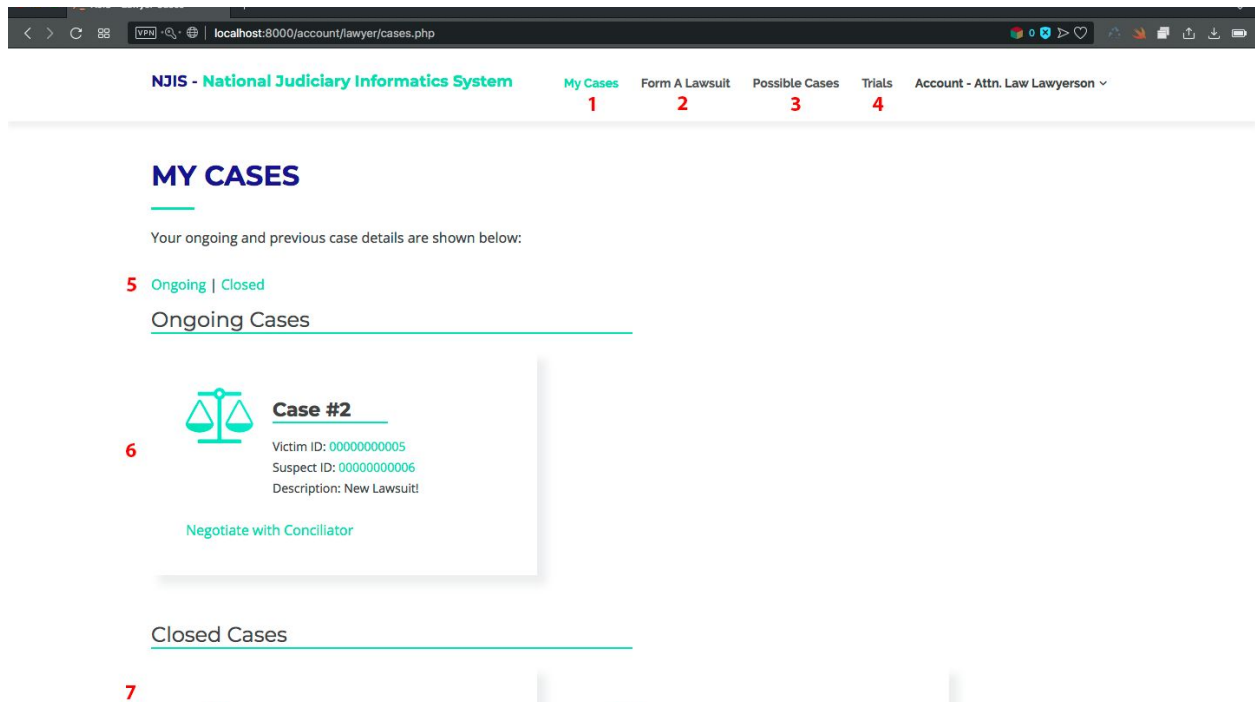 VPN localhost:8000/account/lawyer/cases.php 0
NJIS - National Judiciary Informatics System My Cases Form A Lawsuit Possible Cases Trials Account - Attn. Law Lawyerson
1 2 3 4
MY CASES
Your ongoing and previous case details are shown below:
5 Ongoing | Closed
Ongoing Cases
Case #2
Victim ID: 00000000005
6
Suspect ID: 00000000006
Description: New Lawsuit!
Negotiate with Conciliator
Closed Cases
7